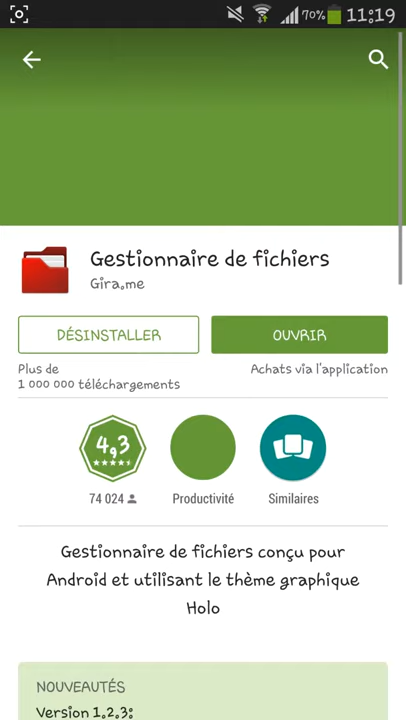 70% 11:19
Gestionnaire de fichiers
Gira.me
DÉSINSTALLER
OUVRIR
Plus de
1 000 000 téléchargements
Achats via l'application
4,3
74 024
Productivité
Similaires
Gestionnaire de fichiers conçu pour
Android et utilisant le thème graphique
Holo
NOUVEAUTÉS
Version 1.2.3: